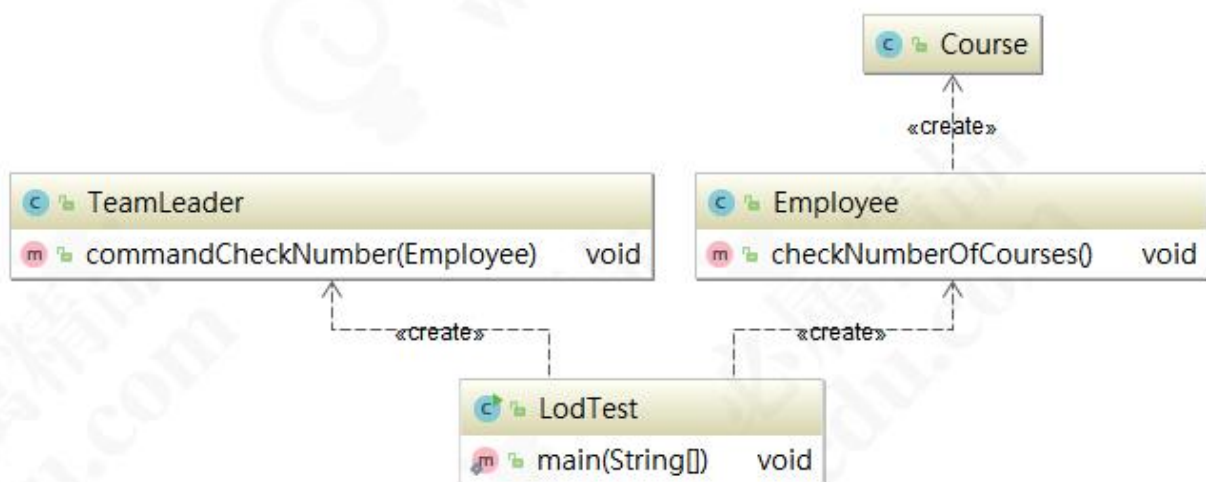 Course
«create»
TeamLeader
commandCheckNumber(Employee) void
Employee
checkNumberOfCourses() void
«create»
«create»
LodTest
main(String[]) void